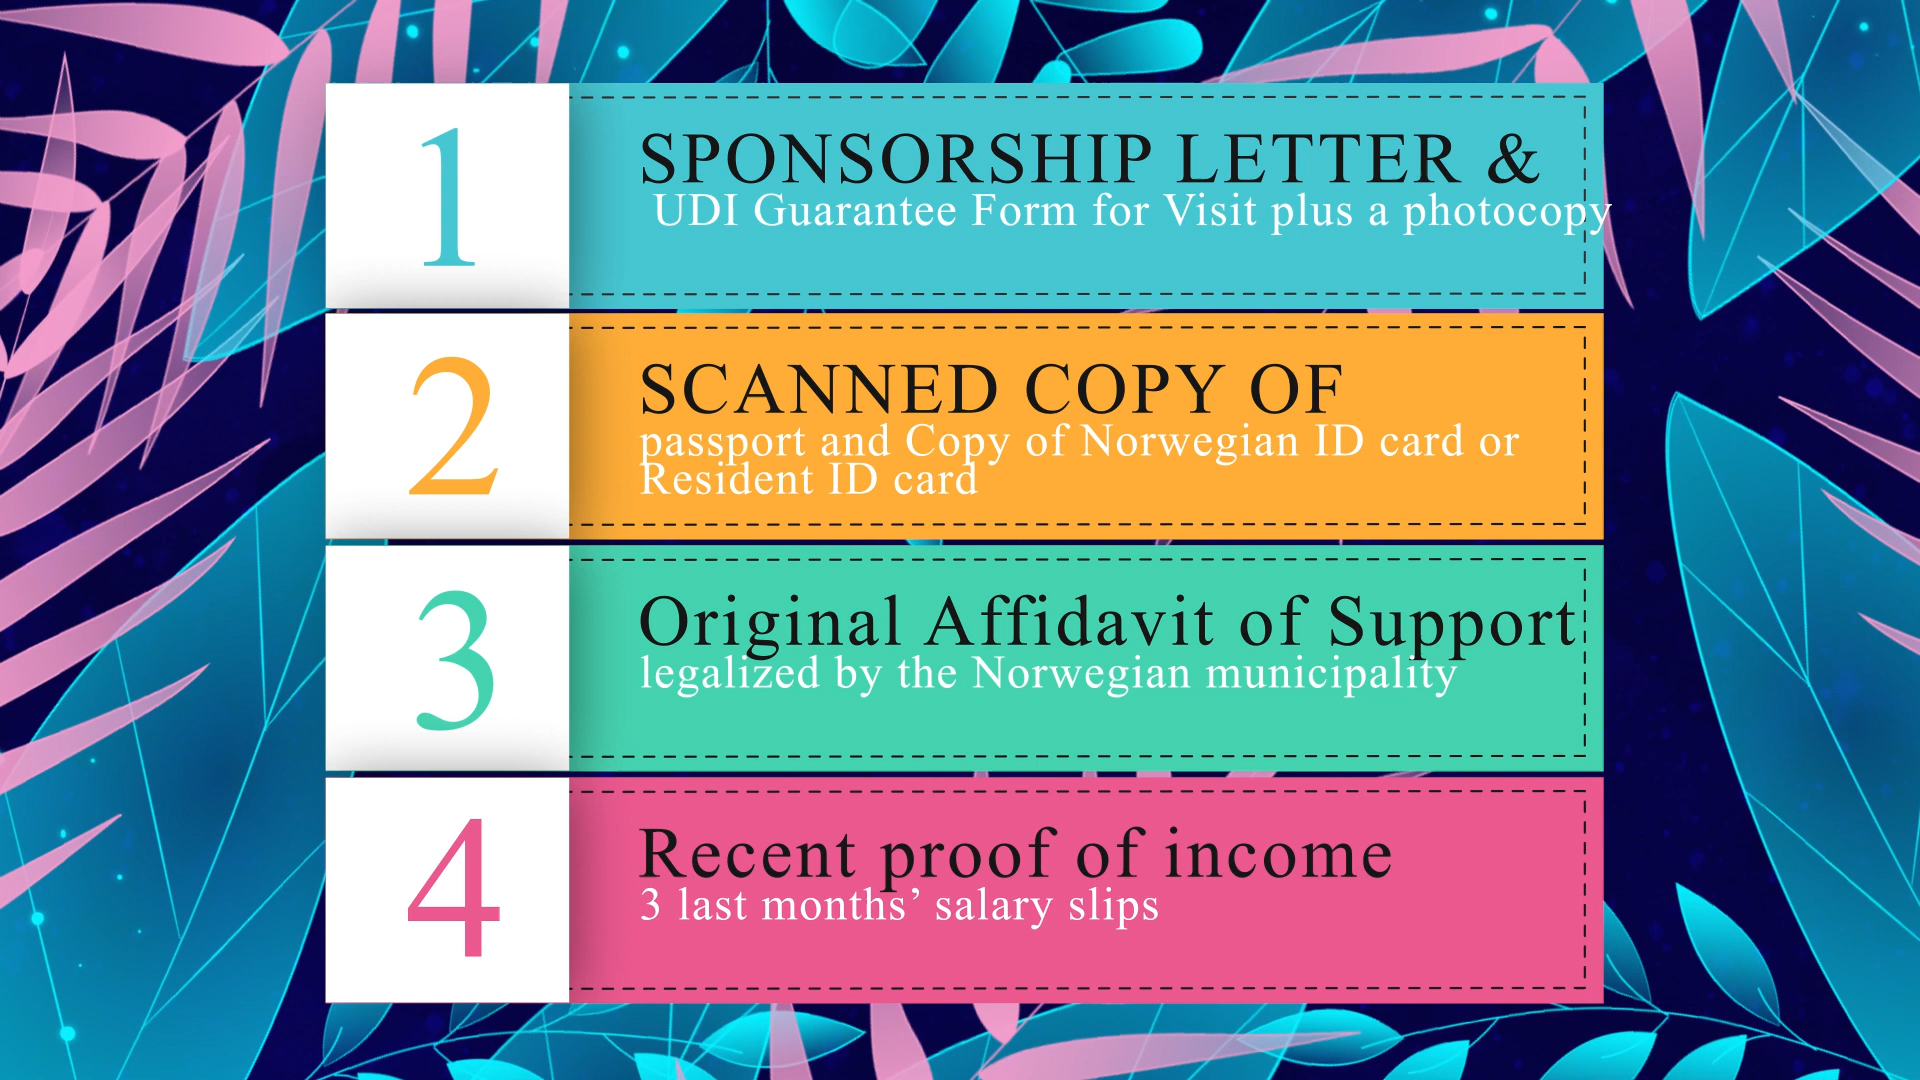 1
SPONSORSHIP LETTER &
UDI Guarantee Form for Visit plus a photocopy
2
SCANNED COPY OF
passport and Copy of Norwegian ID card or
Resident ID card
3
Original Affidavit of Support
legalized by the Norwegian municipality
4
Recent proof of income
3 last months’ salary slips